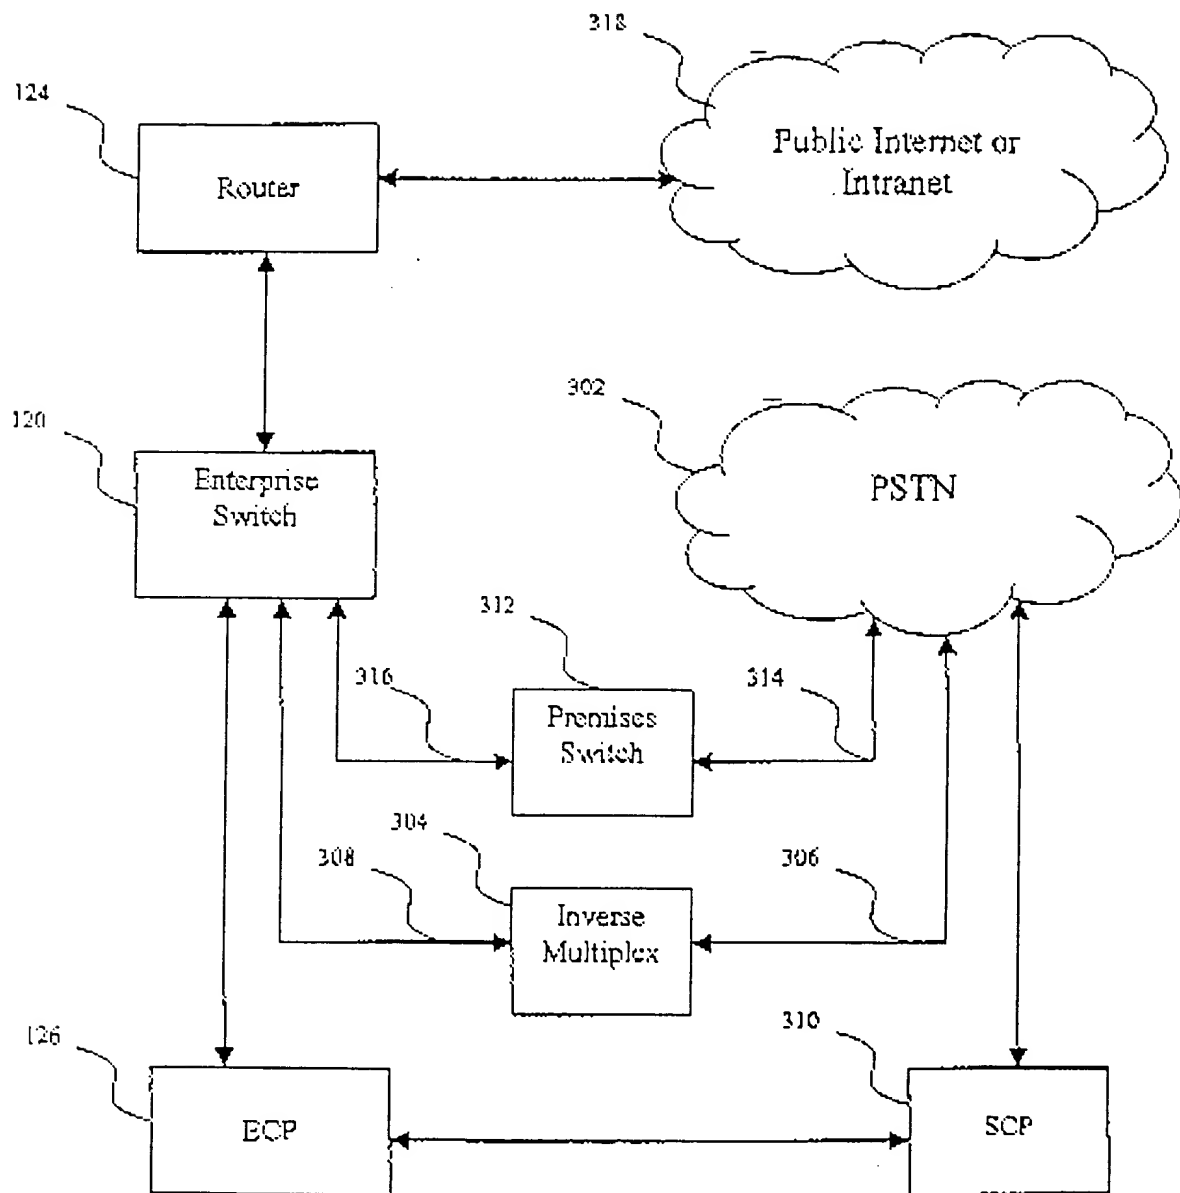 318
124
Public Internet or
Intranet
Router
302
120
Enterprise
Switch
PSTN
312
316
314
Premises
Switch
304
308
306
Inverse
Multiplex
126
310
ECP
SCP